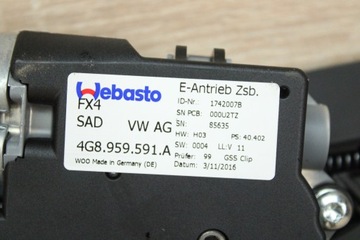 Webasto
FX4
SAD VW AG
4G8.959.591.A
WOO Made in Germany (DE)
E-Antrieb Zsb.
ID-Nr: 1742007B
SN PCB: 000U2TZ
SN: 85635
HW: H03 PS: 40.402
SW: 0004 LL:V 11
Prüfer: 99 GSS Clip
Datum: 3/11/2016